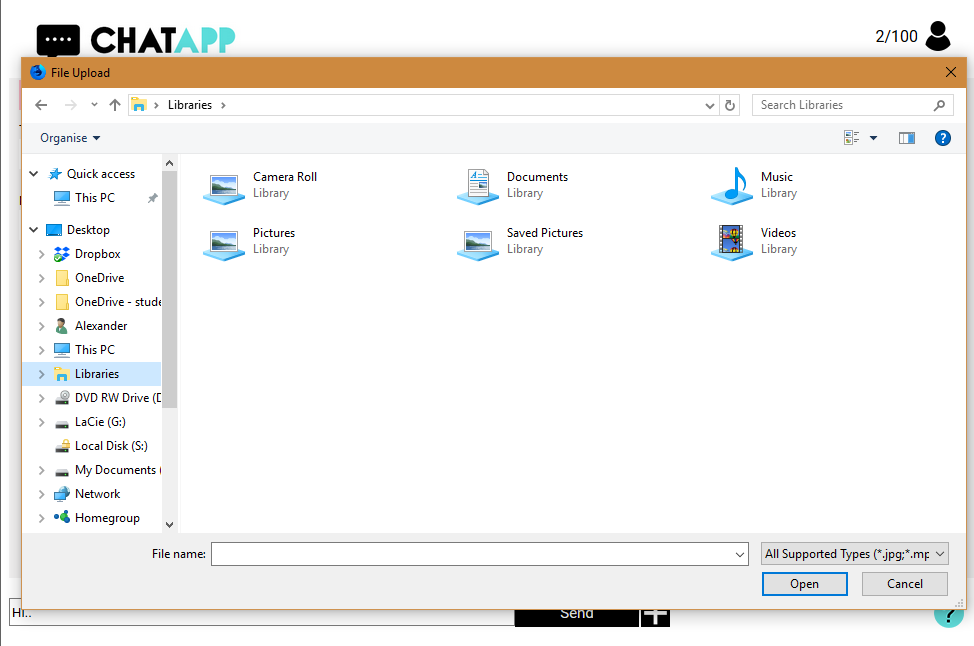 CHATAPP
2/100
File Upload
Libraries
Search Libraries
Organise
Quick access
This PC
Desktop
Dropbox
OneDrive
OneDrive - stude
Alexander
This PC
Libraries
DVD RW Drive (D
LaCie (G:)
Local Disk (S:)
My Documents (
Network
Homegroup
Camera Roll
Library
Documents
Library
Music
Library
Pictures
Library
Saved Pictures
Library
Videos
Library
File name:
All Supported Types (*.jpg;*.mp
Open
Cancel
Hi..
Send
+
?